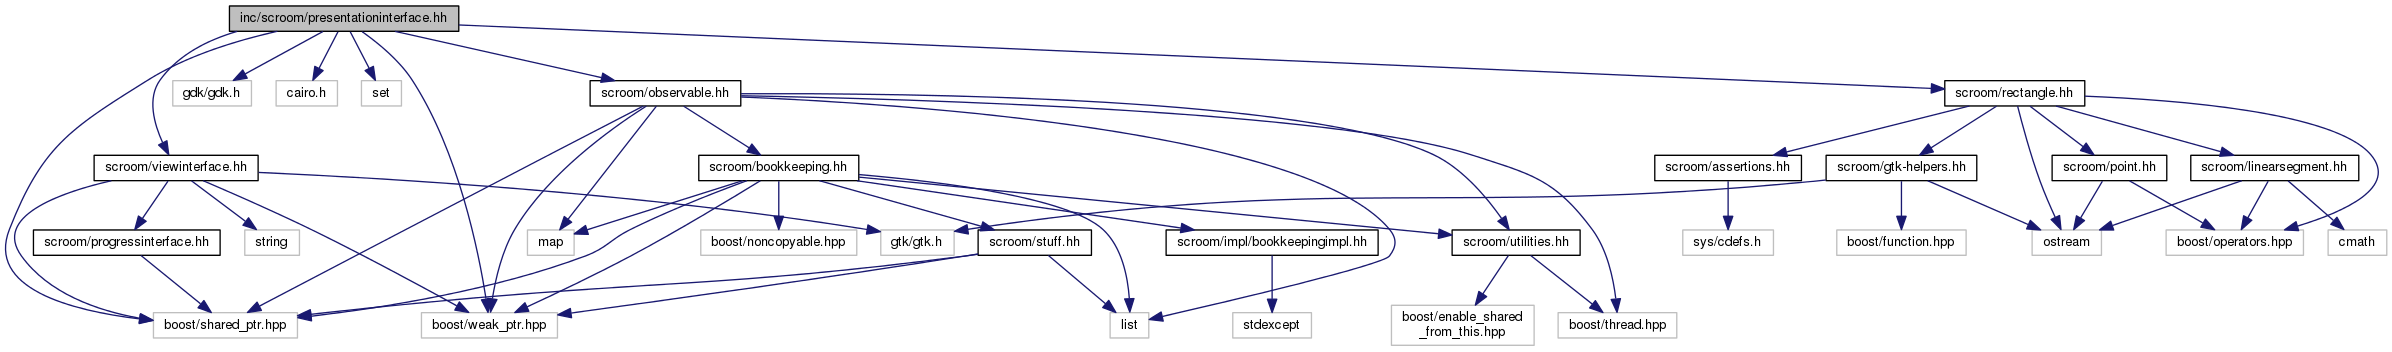 inc/scroom/presentationinterface.hh
gdk/gdk.h
cairo.h
set
scroom/observable.hh
scroom/rectangle.hh
scroom/viewinterface.hh
scroom/bookkeeping.hh
scroom/assertions.hh
scroom/gtk-helpers.hh
scroom/point.hh
scroom/linearsegment.hh
scroom/progressinterface.hh
string
map
boost/noncopyable.hpp
gtk/gtk.h
scroom/stuff.hh
scroom/impl/bookkeepingimpl.hh
scroom/utilities.hh
sys/cdefs.h
boost/function.hpp
ostream
boost/operators.hpp
cmath
boost/shared_ptr.hpp
boost/weak_ptr.hpp
list
stdexcept
boost/enable_shared
_from_this.hpp
boost/thread.hpp